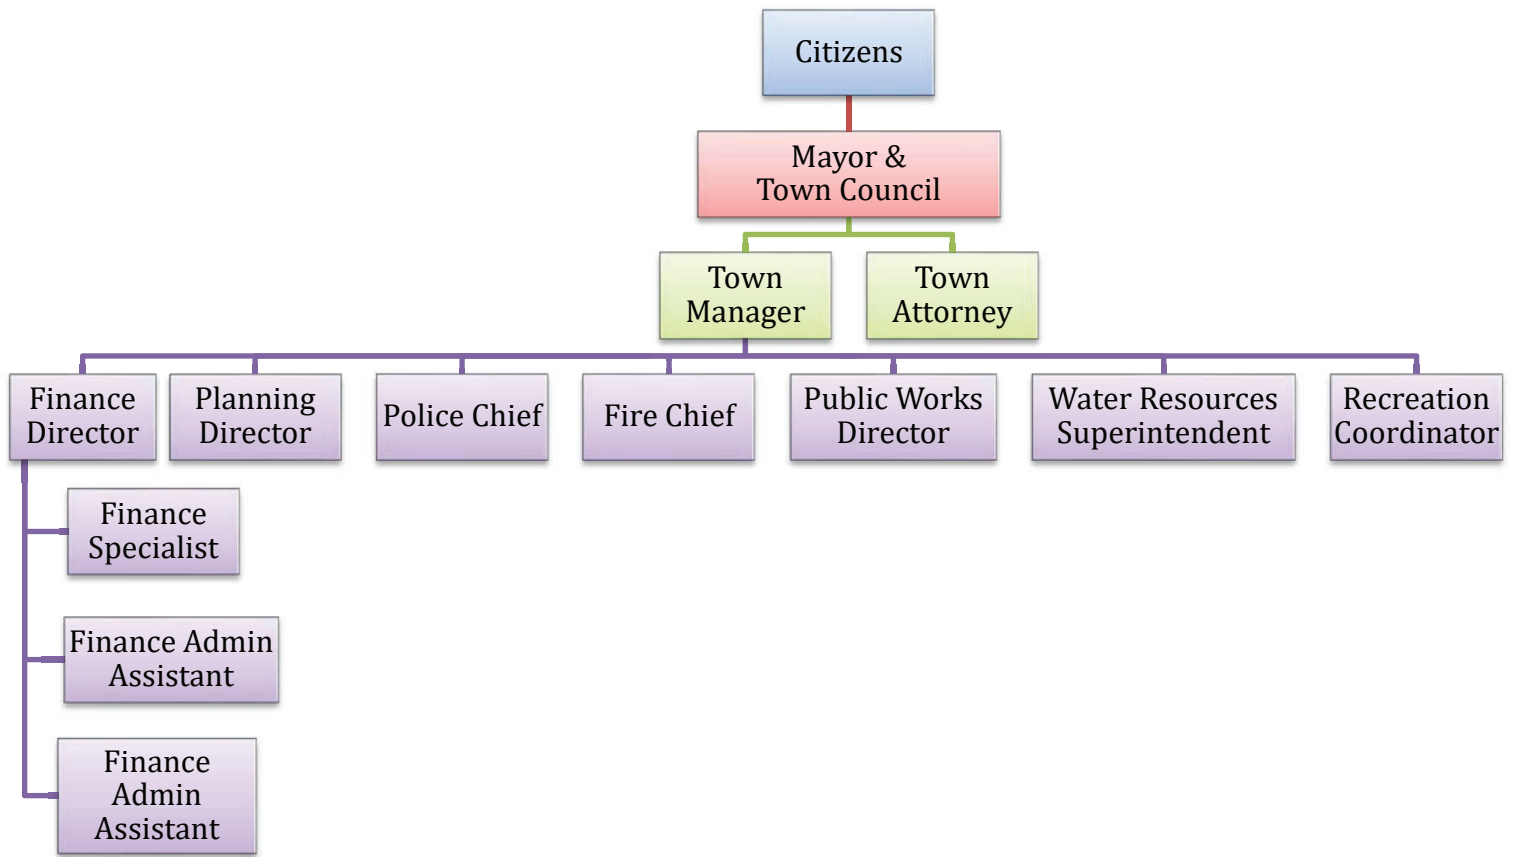 Citizens
Mayor &
Town Council
Town
Manager
Town
Attorney
Finance
Director
Planning
Director
Police Chief
Fire Chief
Public Works
Director
Water Resources
Superintendent
Recreation
Coordinator
Finance
Specialist
Finance Admin
Assistant
Finance
Admin
Assistant